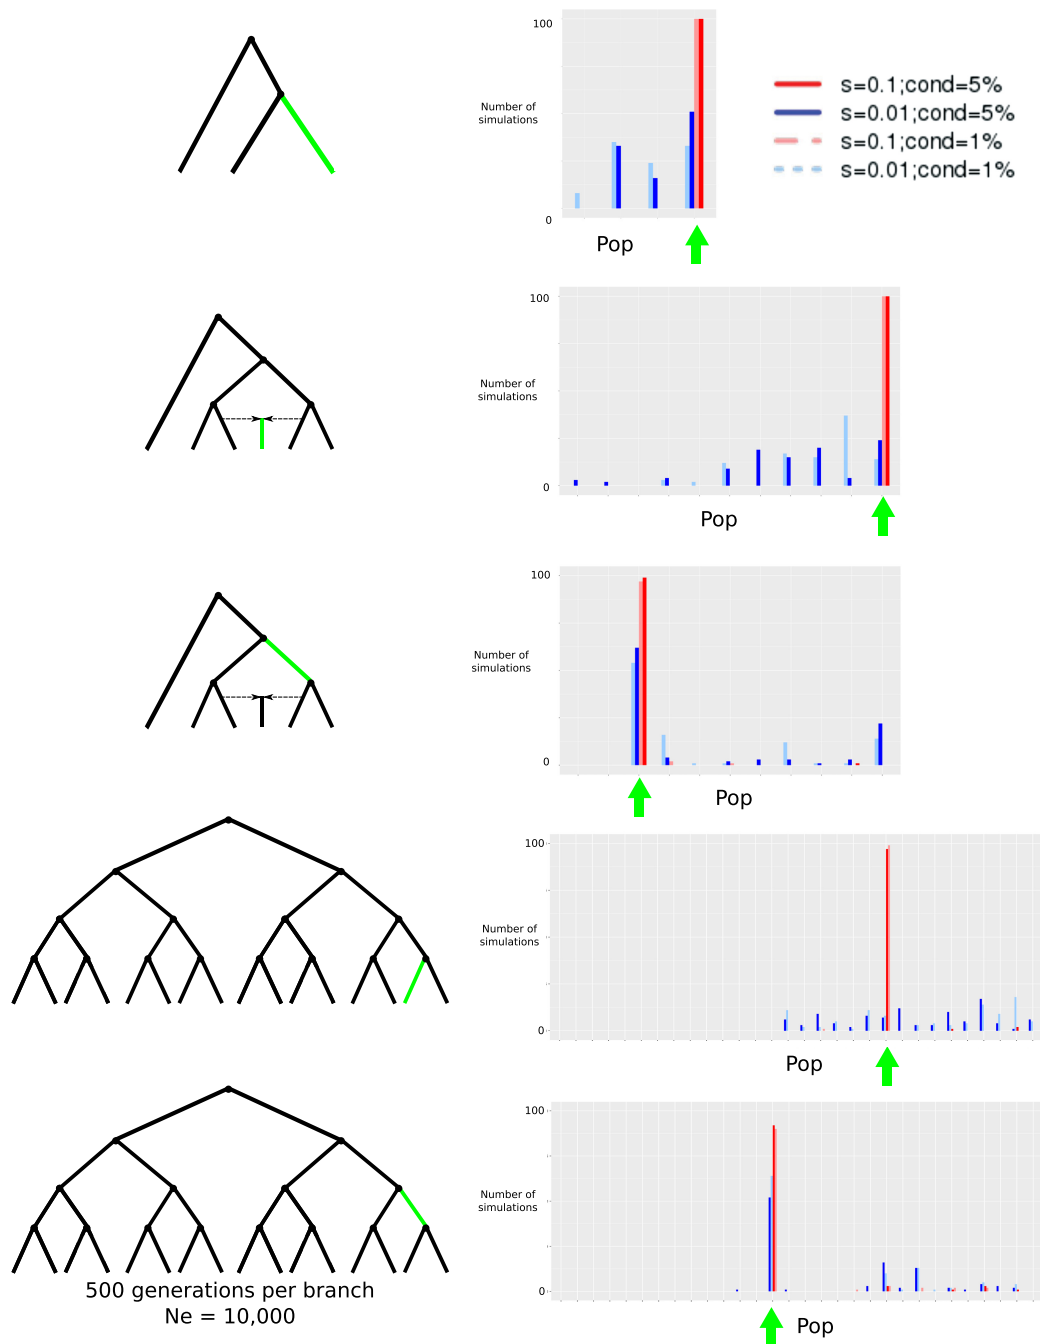 100
Number of
simulations
0
Pop
s=0.1;cond=5%
s=0.01;cond=5%
s=0.1;cond=1%
s=0.01;cond=1%
100
Number of
simulations
0
Pop
100
Number of
simulations
0
Pop
100
Number of
simulations
0
Pop
100
Number of
simulations
0
Pop
500 generations per branch
Ne = 10,000